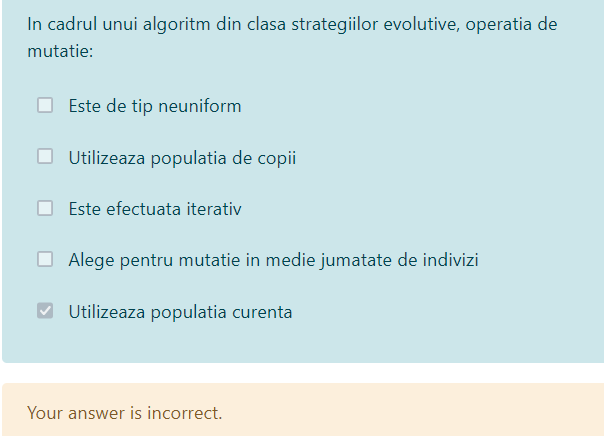 In cadrul unui algoritm din clasa strategiilor evolutive, operatia de
mutatie:
Este de tip neuniform
Utilizeaza populatia de copii
Este efectuata iterativ
Alege pentru mutatie in medie jumatate de indivizi
Utilizeaza populatia curenta
Your answer is incorrect.